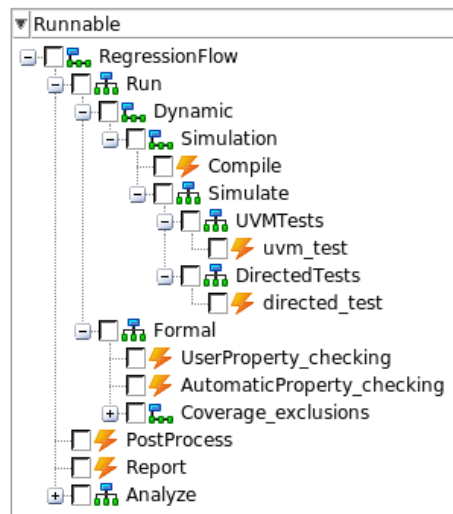 Runnable
RegressionFlow
Run
Dynamic
Simulation
Compile
Simulate
UVMTests
uvm_test
DirectedTests
directed_test
Formal
UserProperty_checking
AutomaticProperty_checking
Coverage_exclusions
PostProcess
Report
Analyze